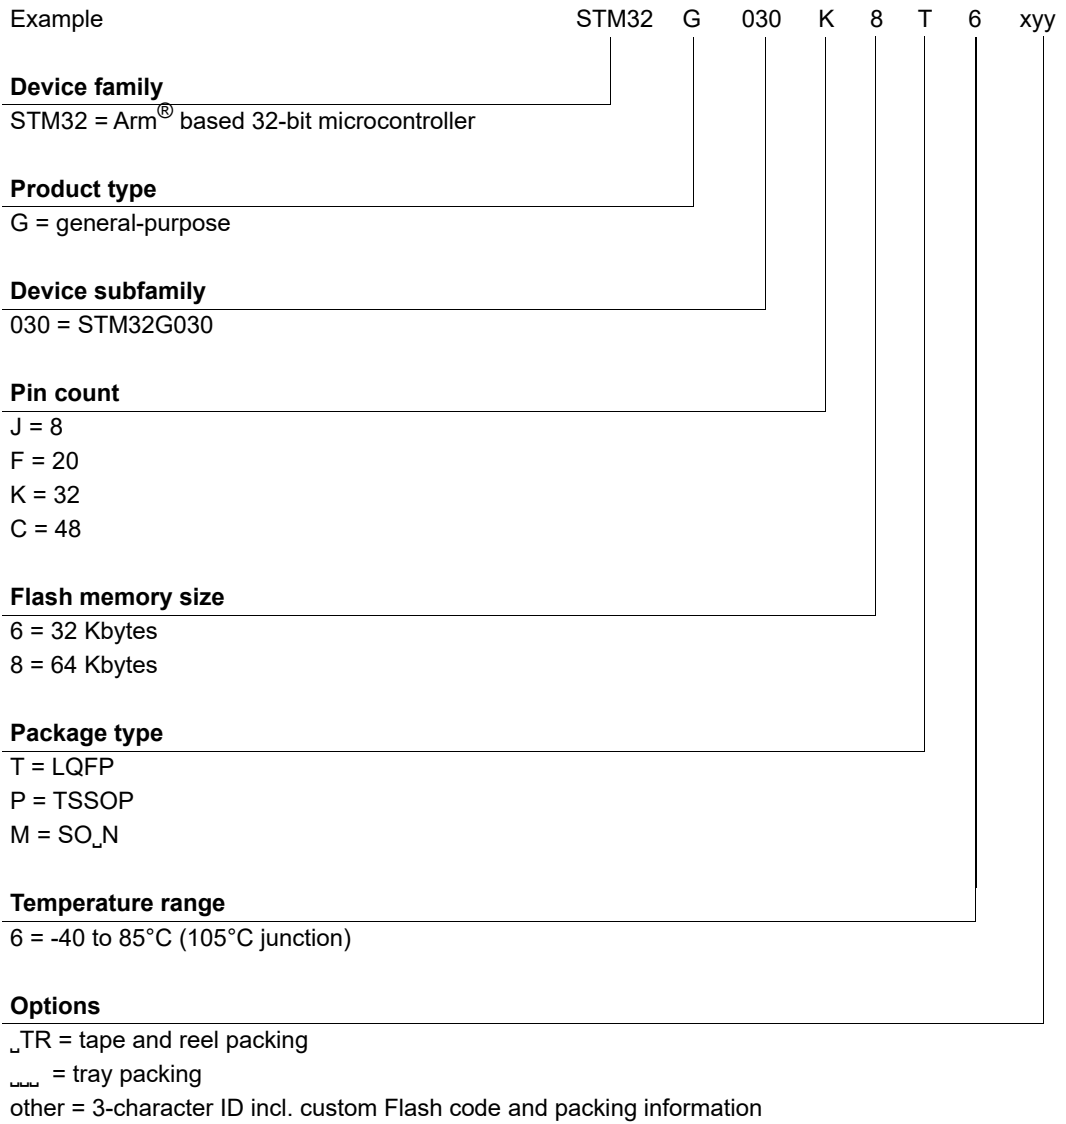 Example STM32 G 030 K 8 T 6 xyy
Device family
STM32 = Arm® based 32-bit microcontroller
Product type
G = general-purpose
Device subfamily
030 = STM32G030
Pin count
J = 8
F = 20
K = 32
C = 48
Flash memory size
6 = 32 Kbytes
8 = 64 Kbytes
Package type
T = LQFP
P = TSSOP
M = SO␣N
Temperature range
6 = -40 to 85°C (105°C junction)
Options
␣TR = tape and reel packing
␣␣␣ = tray packing
other = 3-character ID incl. custom Flash code and packing information